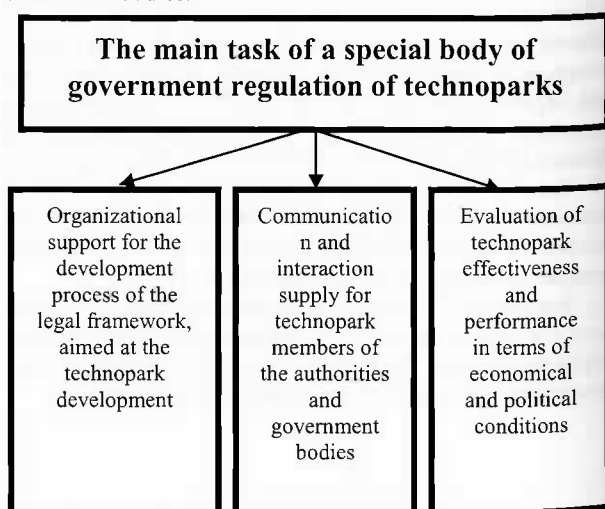 The main task of a special body of
government regulation of technoparks
Organizational
support for the
development
process of the
legal framework,
aimed at the
technopark
development
Communicatio
n and
interaction
supply for
technopark
members of
the authorities
and
government
bodies
Evaluation of
technopark
effectiveness
and
performance
in terms of
economical
and political
conditions